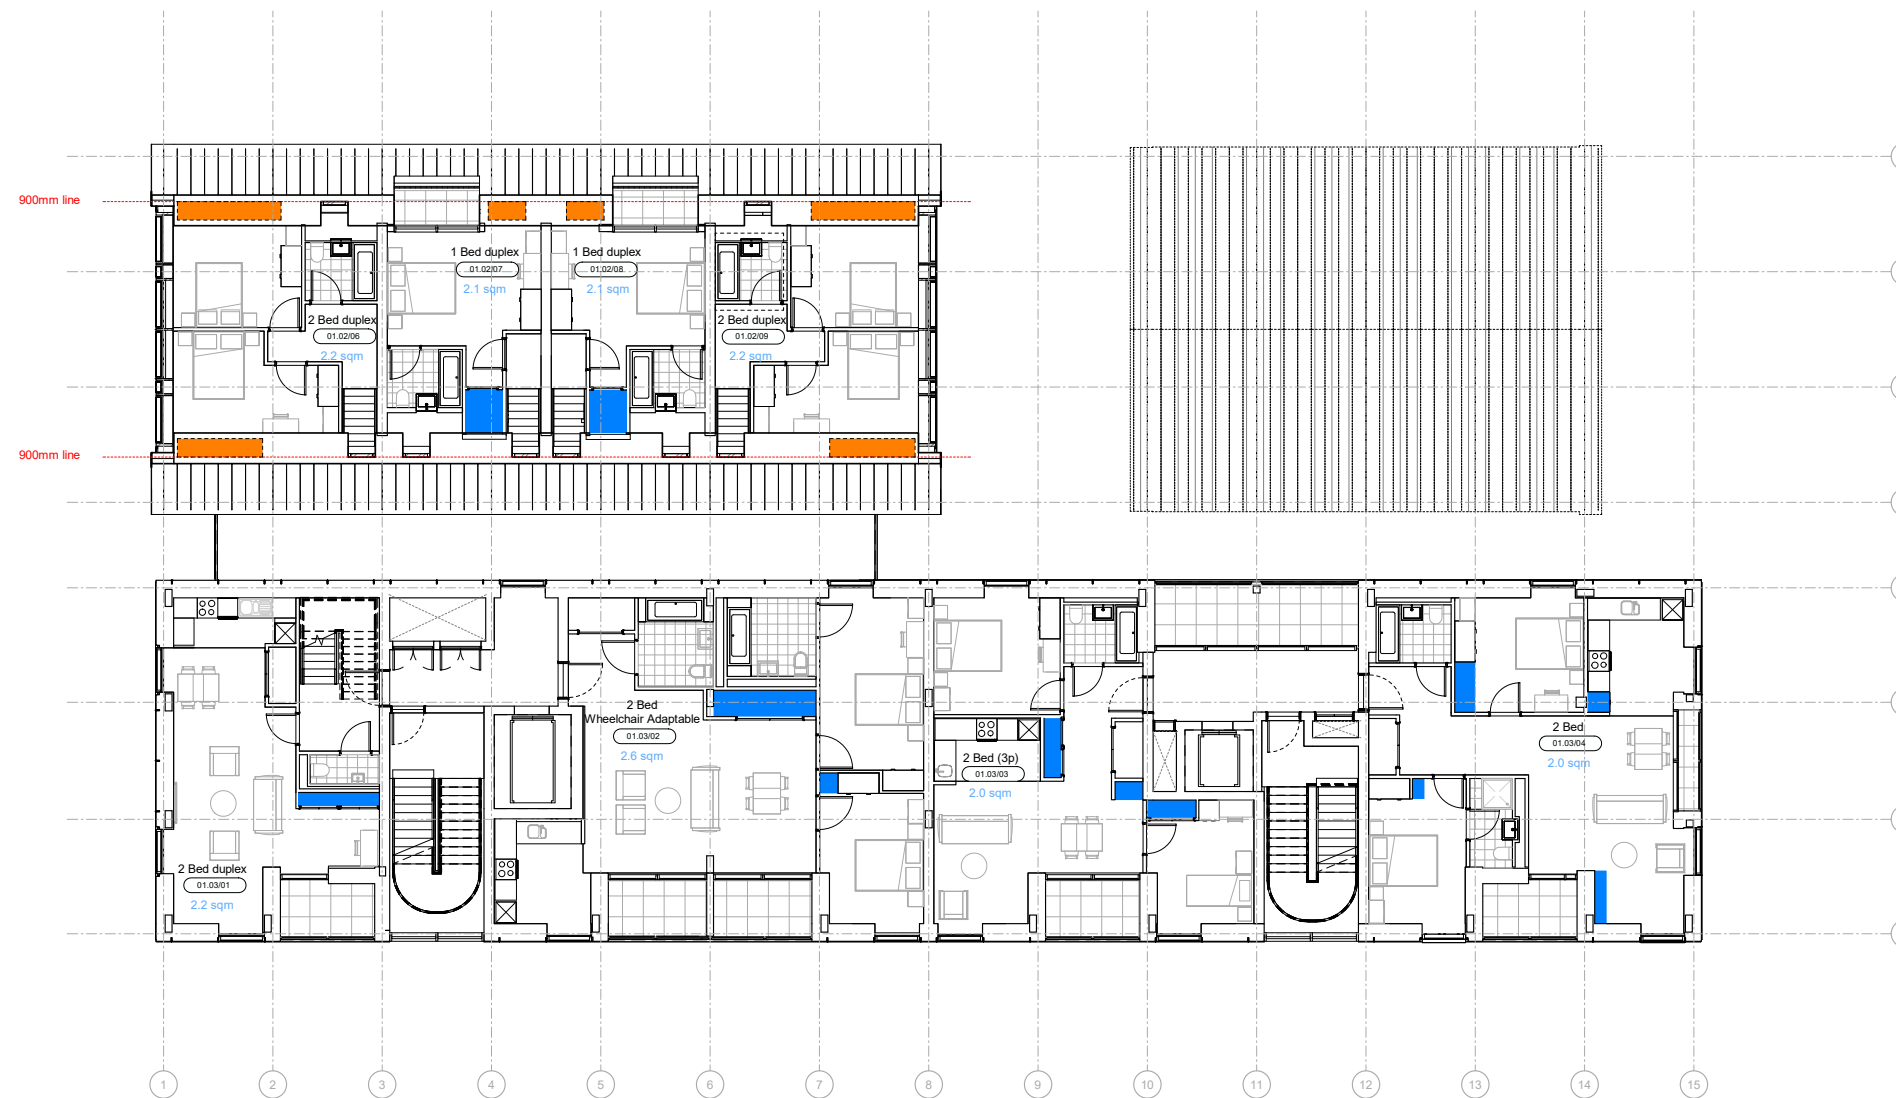 900mm line
1 Bed duplex
01.02/07
2.1 sqm
1 Bed duplex
01.02/08
2.1 sqm
2 Bed duplex
01.02/06
2.2 sqm
2 Bed duplex
01.02/09
2.2 sqm
900mm line
2 Bed
Wheelchair Adaptable
01.03/02
2.6 sqm
2 Bed (3p)
01.03/03
2.0 sqm
2 Bed
01.03/04
2.0 sqm
2 Bed duplex
01.03/01
2.2 sqm
1 2 3 4 5 6 7 8 9 10 11 12 13 14 15